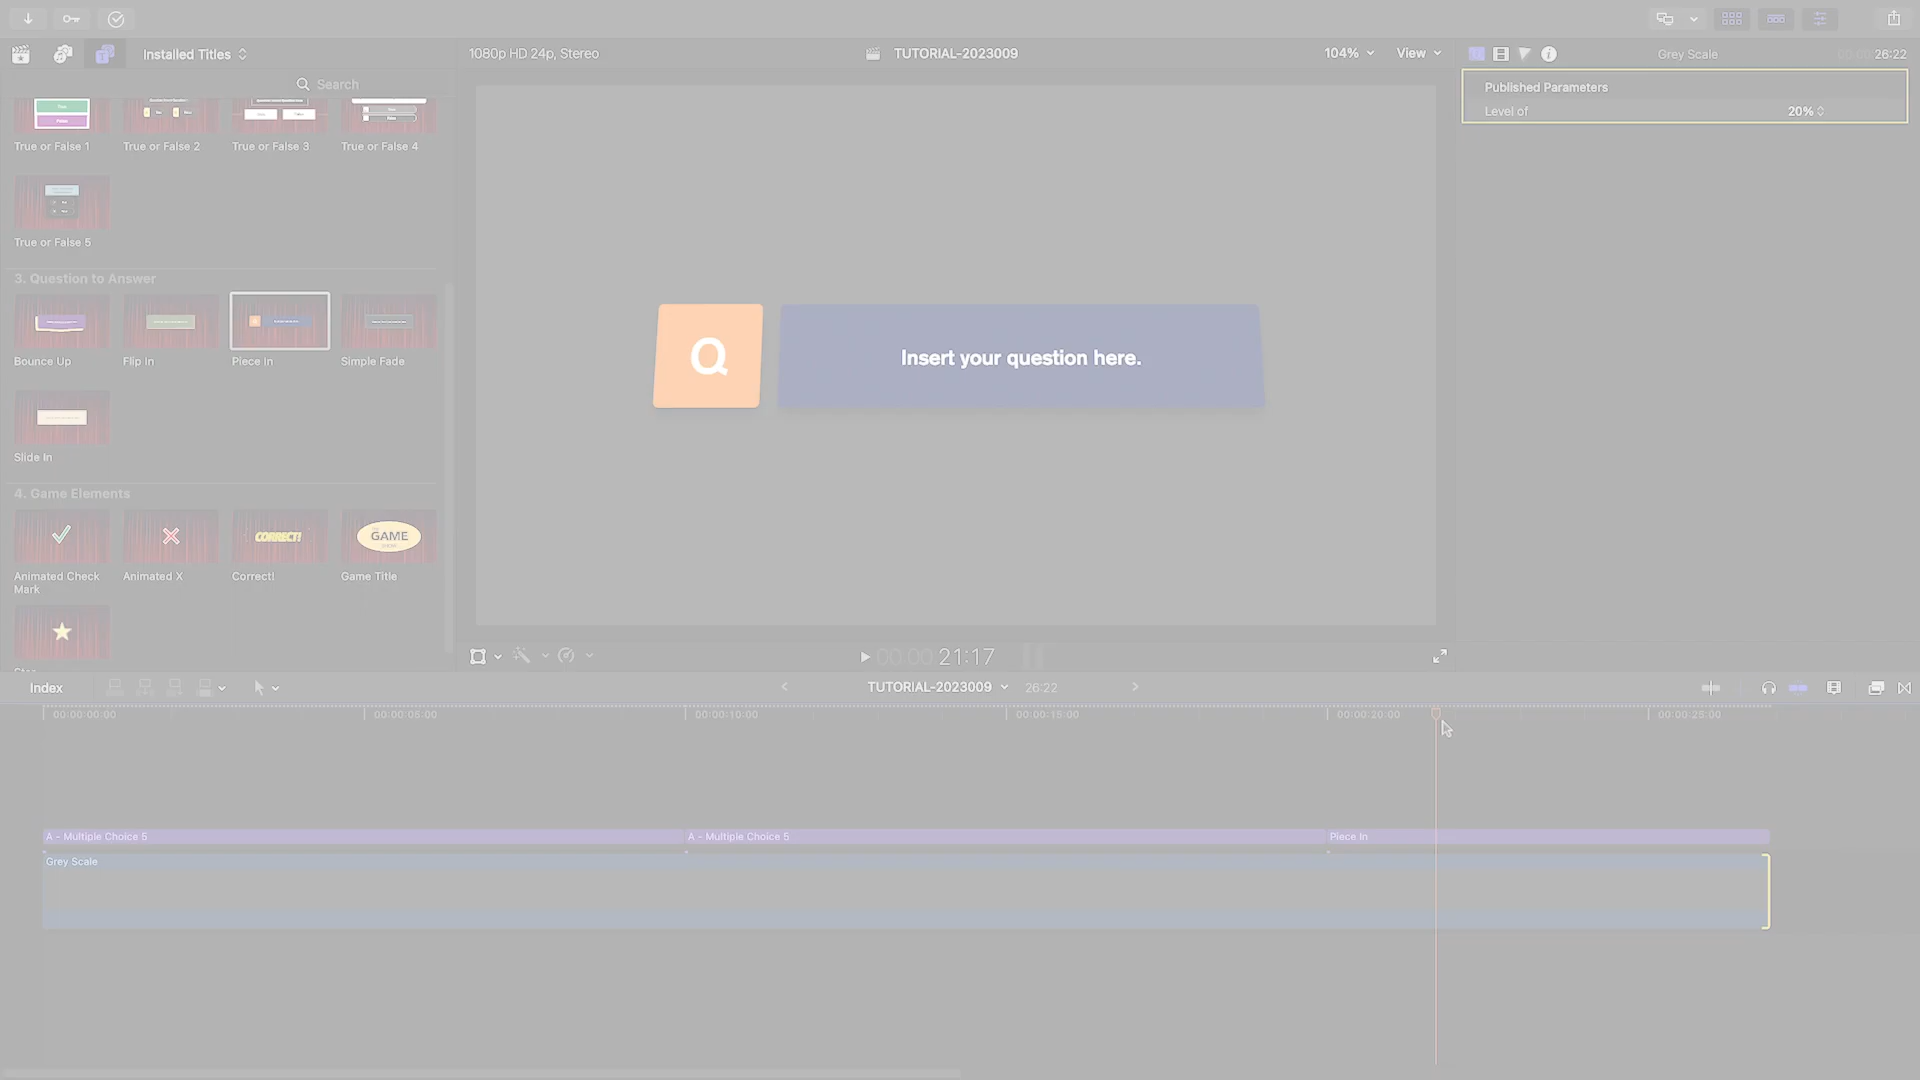 Installed Titles
1080p HD 24p, Stereo
TUTORIAL-2023009
104%
View
Grey Scale
26:22
Search
Published Parameters
Level of
20%
True or False 1
True or False 2
True or False 3
True or False 4
True or False 5
3. Question to Answer
Bounce Up
Flip In
Piece In
Simple Fade
Slide In
4. Game Elements
CORRECT!
GAME
Animated Check Mark
Animated X
Correct!
Game Title
Q
Insert your question here.
00:00:21:17
Index
TUTORIAL-2023009
26:22
00:00:00:00
00:00:05:00
00:00:10:00
00:00:15:00
00:00:20:00
00:00:25:00
A - Multiple Choice 5
A - Multiple Choice 5
Piece In
Grey Scale